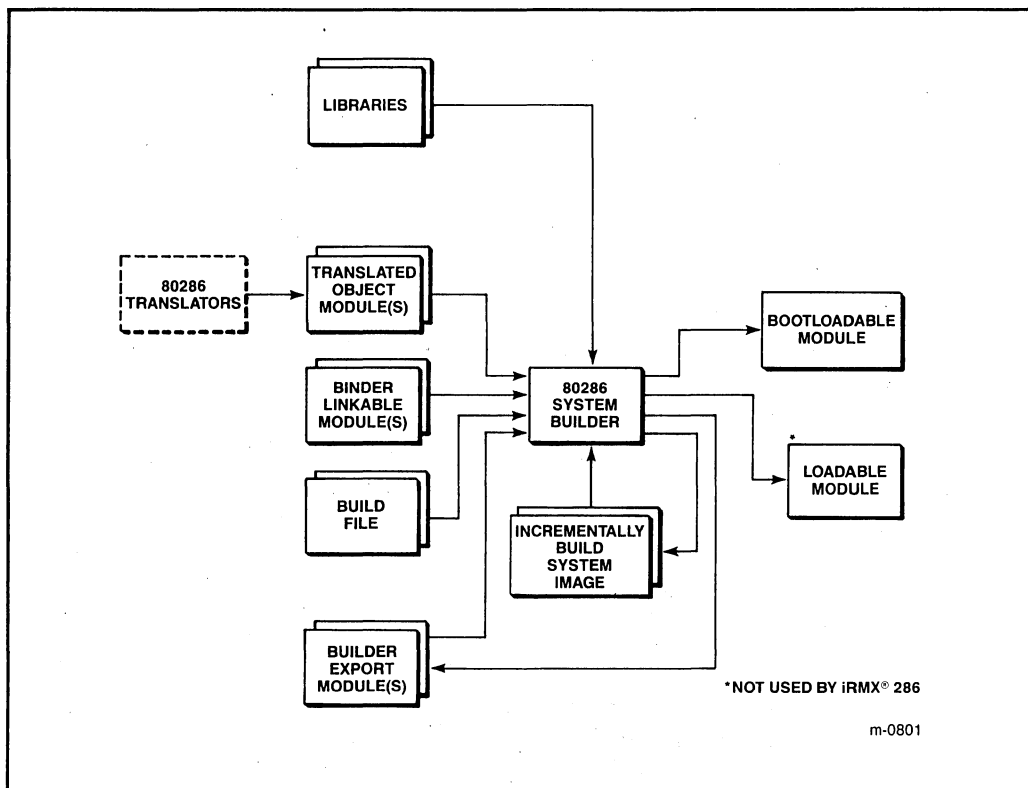 LIBRARIES
80286
TRANSLATORS
TRANSLATED
OBJECT
MODULE(S)
BINDER
LINKABLE
MODULE(S)
BUILD
FILE
BUILDER
EXPORT
MODULE(S)
80286
SYSTEM
BUILDER
INCREMENTALLY
BUILD
SYSTEM
IMAGE
BOOTLOADABLE
MODULE
*
LOADABLE
MODULE
*NOT USED BY iRMX® 286
m-0801